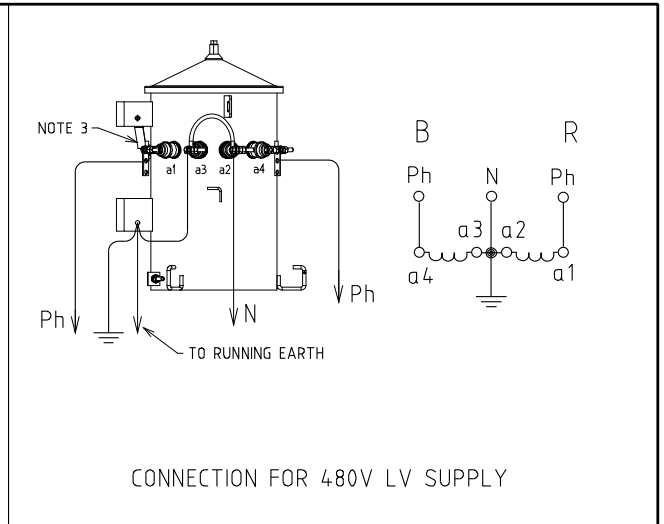 NOTE 3
a1 a3 a2 a4
Ph
N
Ph
TO RUNNING EARTH
B R
Ph N Ph
a3 a2
a4 a1
CONNECTION FOR 480V LV SUPPLY